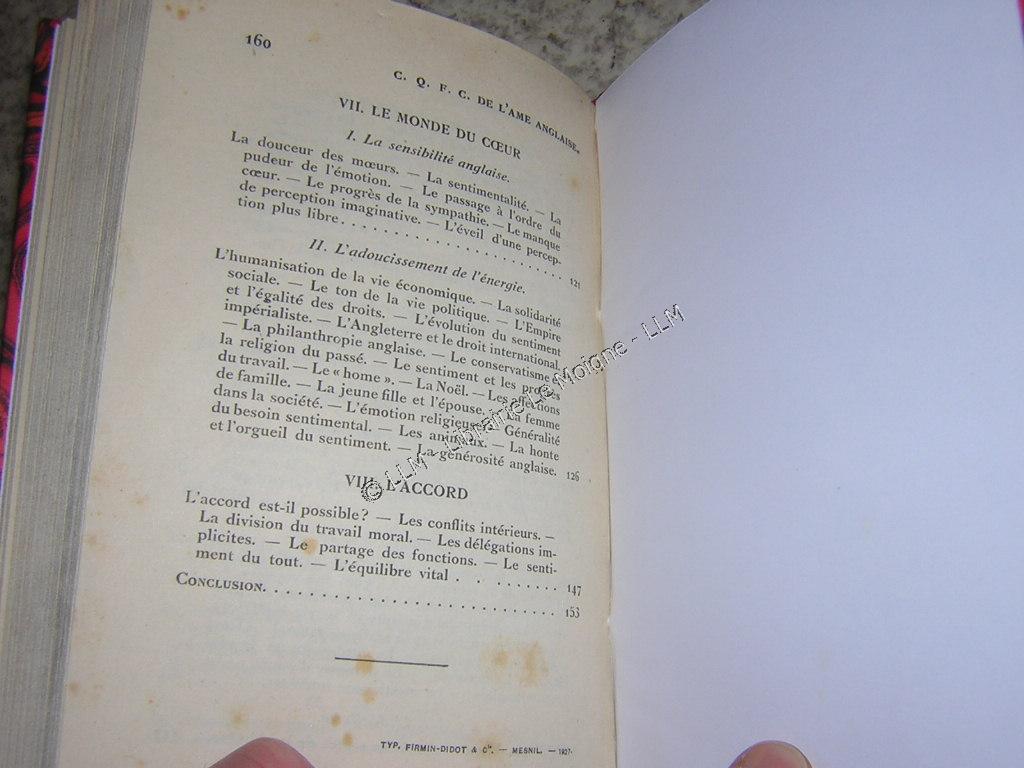 160
C. Q. F. C. DE L'AME ANGLAISE.
VII. LE MONDE DU CŒUR
I. La sensibilité anglaise.
La douceur des mœurs. — La sentimentalité. — La
pudeur de l'émotion. — Le passage à l'ordre du
cœur. — Le progrès de la sympathie. — Le manque
de perception imaginative. — L'éveil d'une percep-
tion plus libre . . . . . . . . . . . . . . . . . . 121
II. L'adoucissement de l'énergie.
L'humanisation de la vie économique. — La solidarité
sociale. — Le ton de la vie politique. — L'Empire
et l'égalité des droits. — L'évolution du sentiment
impérialiste. — L'Angleterre et le droit international.
— La philanthropie anglaise. — Le conservatisme &
la religion du passé. — Le sentiment et les procès
du travail. — Le « home ». — La Noël. — Les affections
de famille. — La jeune fille et l'épouse. — La femme
dans la société. — L'émotion religieuse. — Généralité
du besoin sentimental. — Les animaux. — La honte
et l'orgueil du sentiment. — La générosité anglaise. 126
VIII. L'ACCORD
L'accord est-il possible? — Les conflits intérieurs. —
La division du travail moral. — Les délégations im-
plicites. — Le partage des fonctions. — Le senti-
ment du tout. — L'équilibre vital . . . . . . . . . 147
CONCLUSION. . . . . . . . . . . . . . . . . . . . . . . . . . 153
TYP. FIRMIN-DIDOT & Cie. — MESNIL. — 1927.
© LLM - Librairie Le Moigne - LLM